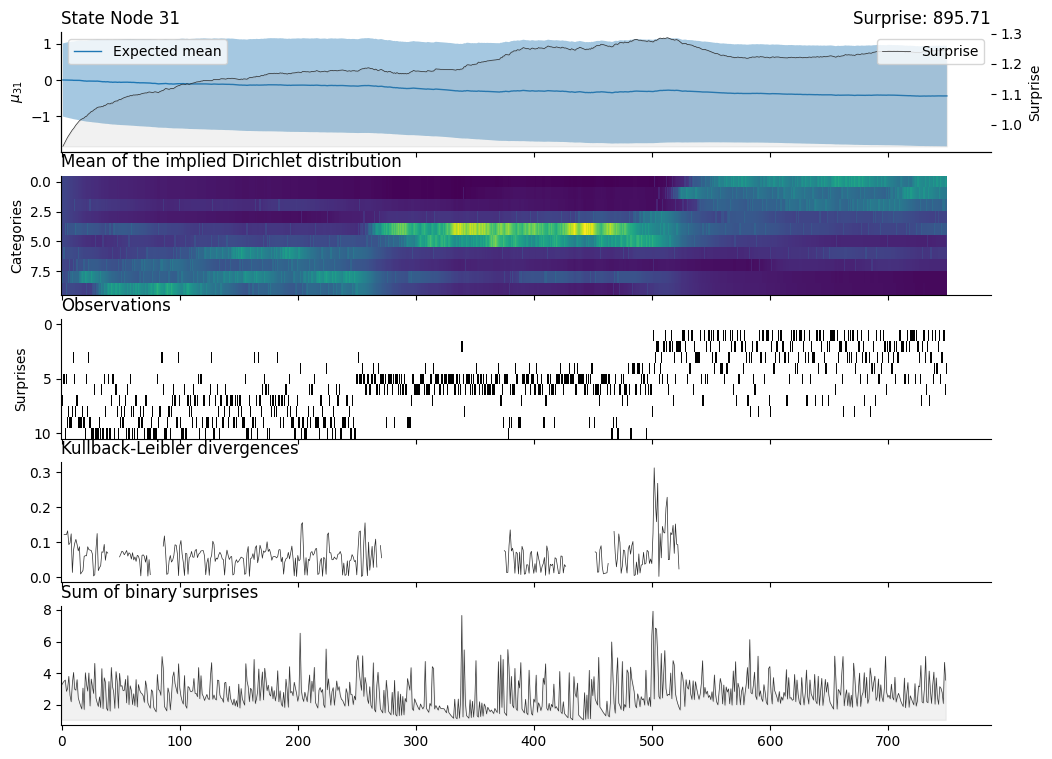 State Node 31
Surprise: 895.71
Expected mean
Surprise
1
0
−1
μ31
1.3
1.2
1.1
1.0
Surprise
Mean of the implied Dirichlet distribution
0.0
2.5
5.0
7.5
Categories
Observations
0
5
10
Surprises
Kullback-Leibler divergences
0.3
0.2
0.1
0.0
Sum of binary surprises
8
6
4
2
0 100 200 300 400 500 600 700